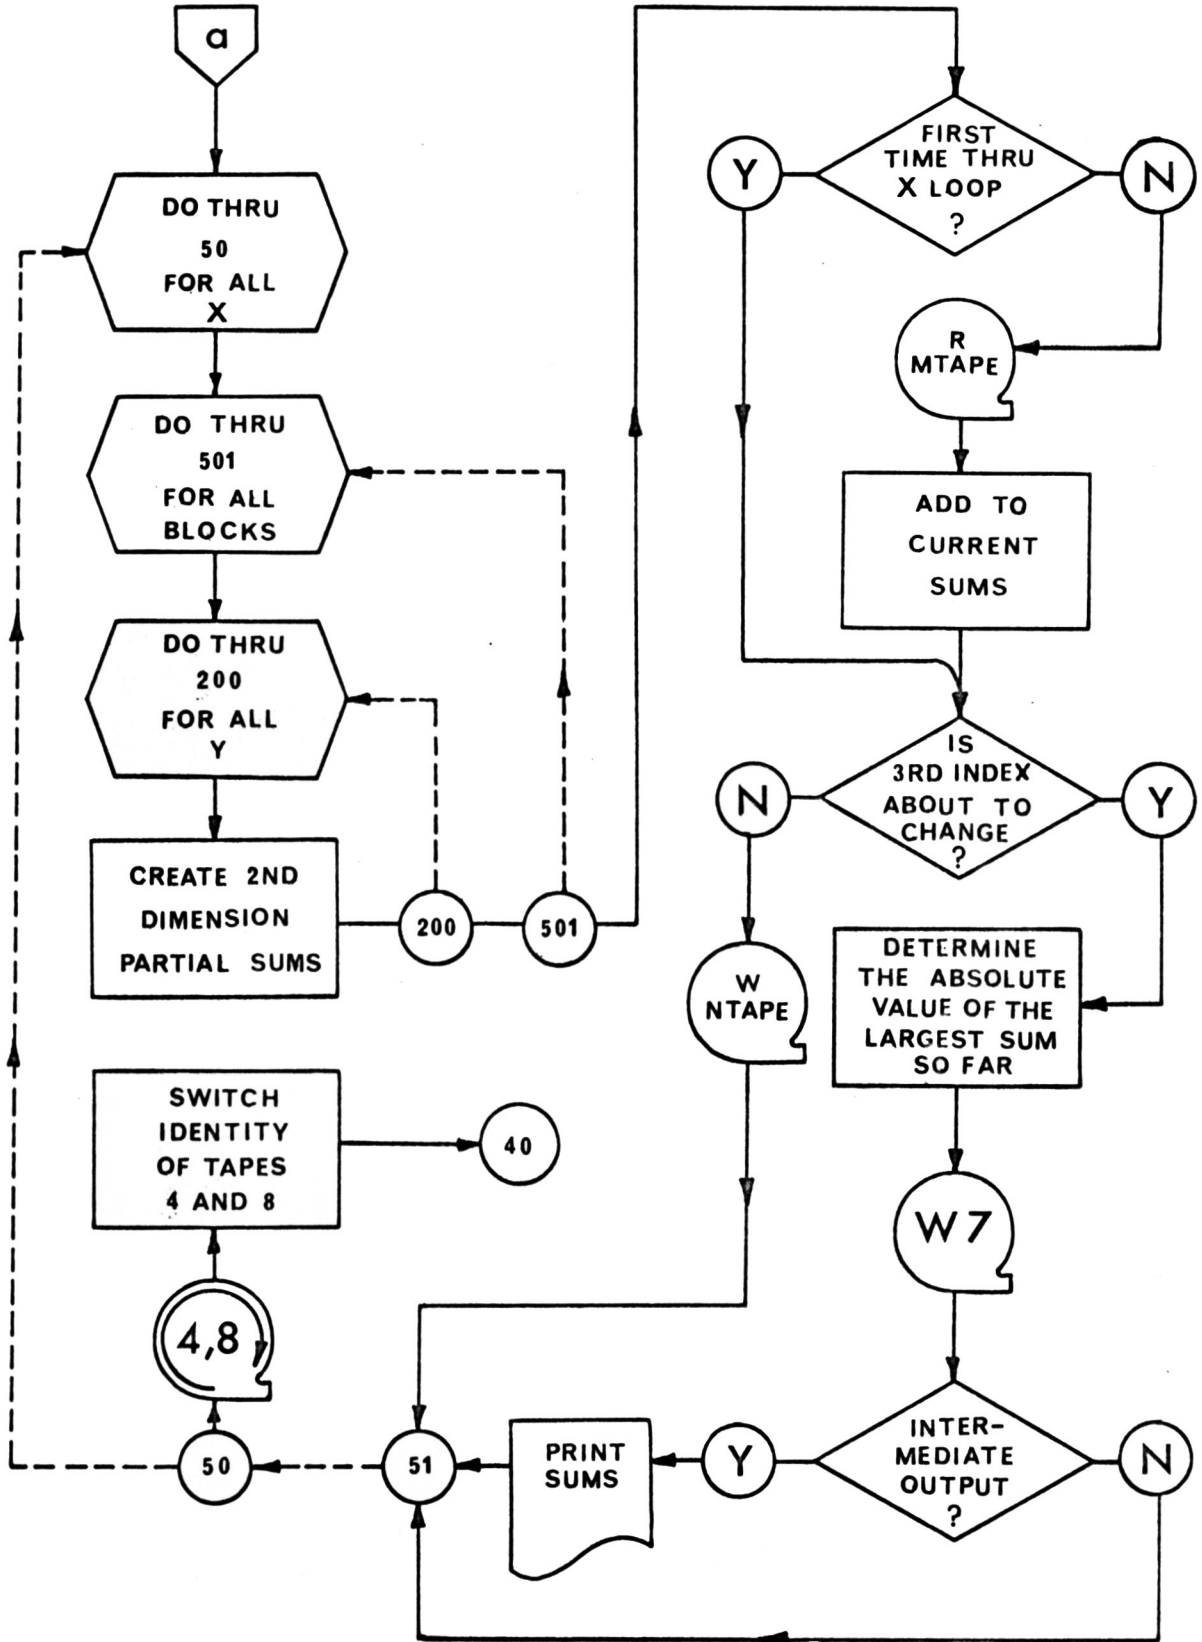 a
DO THRU
50
FOR ALL
X
DO THRU
501
FOR ALL
BLOCKS
DO THRU
200
FOR ALL
Y
CREATE 2ND
DIMENSION
PARTIAL SUMS
200
501
FIRST
TIME THRU
X LOOP
?
Y
N
R
MTAPE
ADD TO
CURRENT
SUMS
IS
3RD INDEX
ABOUT TO
CHANGE
?
N
Y
W
NTAPE
DETERMINE
THE ABSOLUTE
VALUE OF THE
LARGEST SUM
SO FAR
W 7
INTER-
MEDIATE
OUTPUT
?
Y
N
PRINT
SUMS
51
50
4,8
SWITCH
IDENTITY
OF TAPES
4 AND 8
40